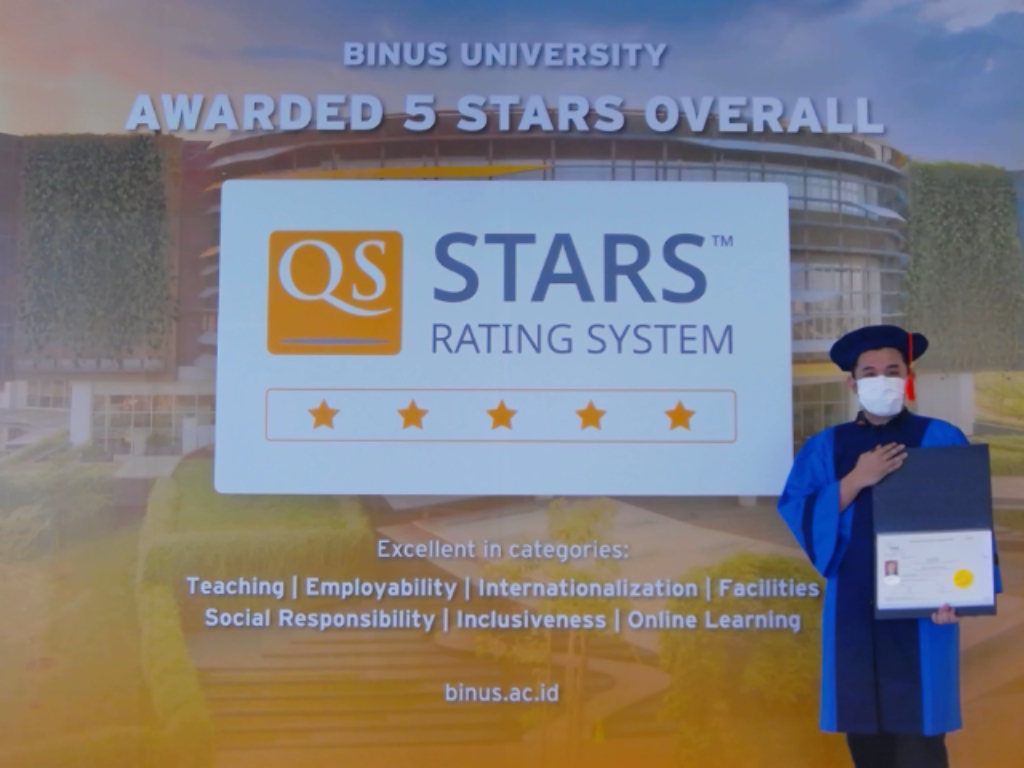 BINUS UNIVERSITY
AWARDED 5 STARS OVERALL
QS
STARS™
RATING SYSTEM
Excellent in categories:
Teaching | Employability | Internationalization | Facilities
Social Responsibility | Inclusiveness | Online Learning
binus.ac.id